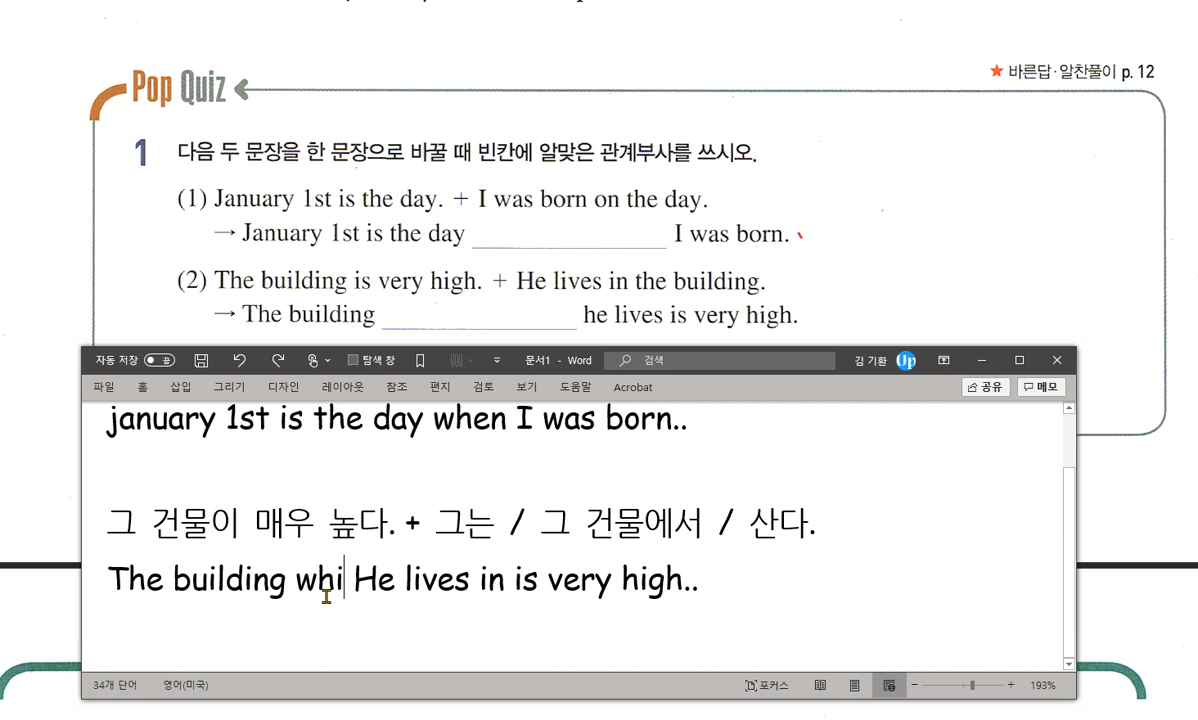 Pop Quiz
★ 바른답·알찬풀이 p. 12
1 다음 두 문장을 한 문장으로 바꿀 때 빈칸에 알맞은 관계부사를 쓰시오.
(1) January 1st is the day. + I was born on the day.
→ January 1st is the day ____________ I was born.
(2) The building is very high. + He lives in the building.
→ The building ____________ he lives is very high.
자동 저장 끔 탐색 창 문서1 - Word 검색 김 기환 Up
파일 홈 삽입 그리기 디자인 레이아웃 참조 편지 검토 보기 도움말 Acrobat 공유 메모
january 1st is the day when I was born..
그 건물이 매우 높다. + 그는 / 그 건물에서 / 산다.
The building whi He lives in is very high..
34개 단어 영어(미국) 포커스 193%